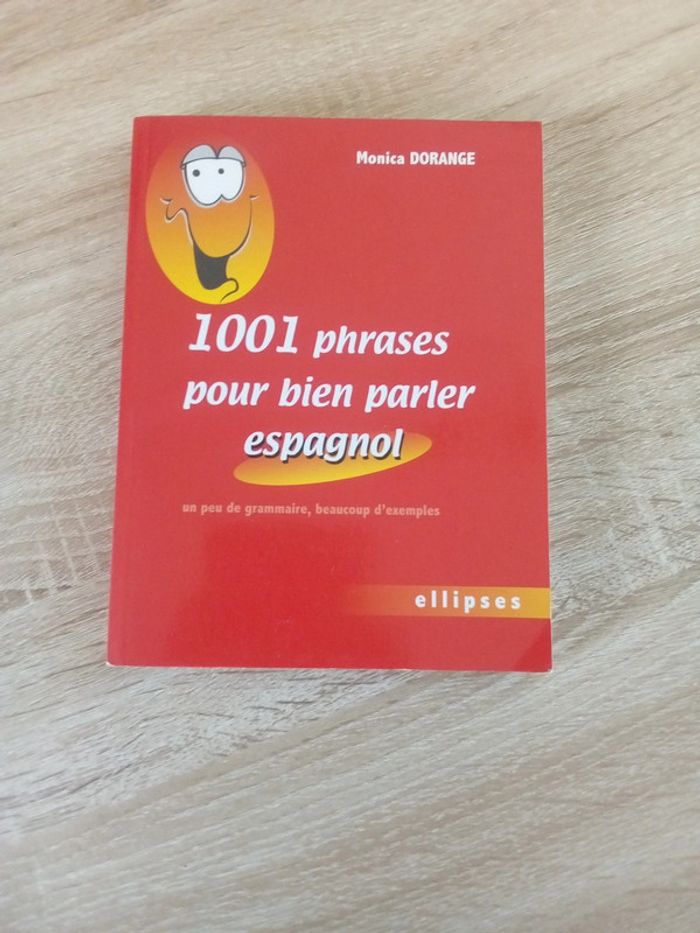 Monica DORANGE
1001 phrases
pour bien parler
espagnol
un peu de grammaire, beaucoup d'exemples
ellipses